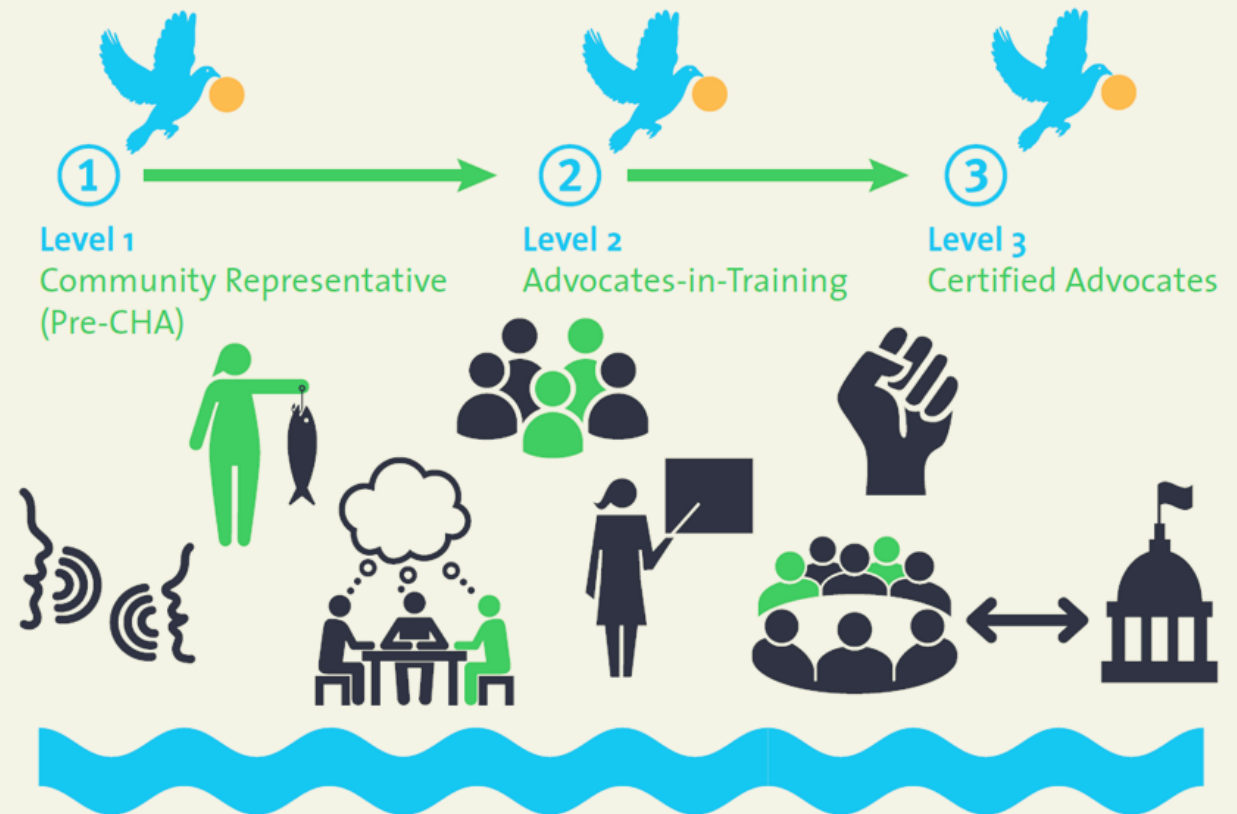 1
2
3
Level 1
Community Representative
(Pre-CHA)
Level 2
Advocates-in-Training
Level 3
Certified Advocates